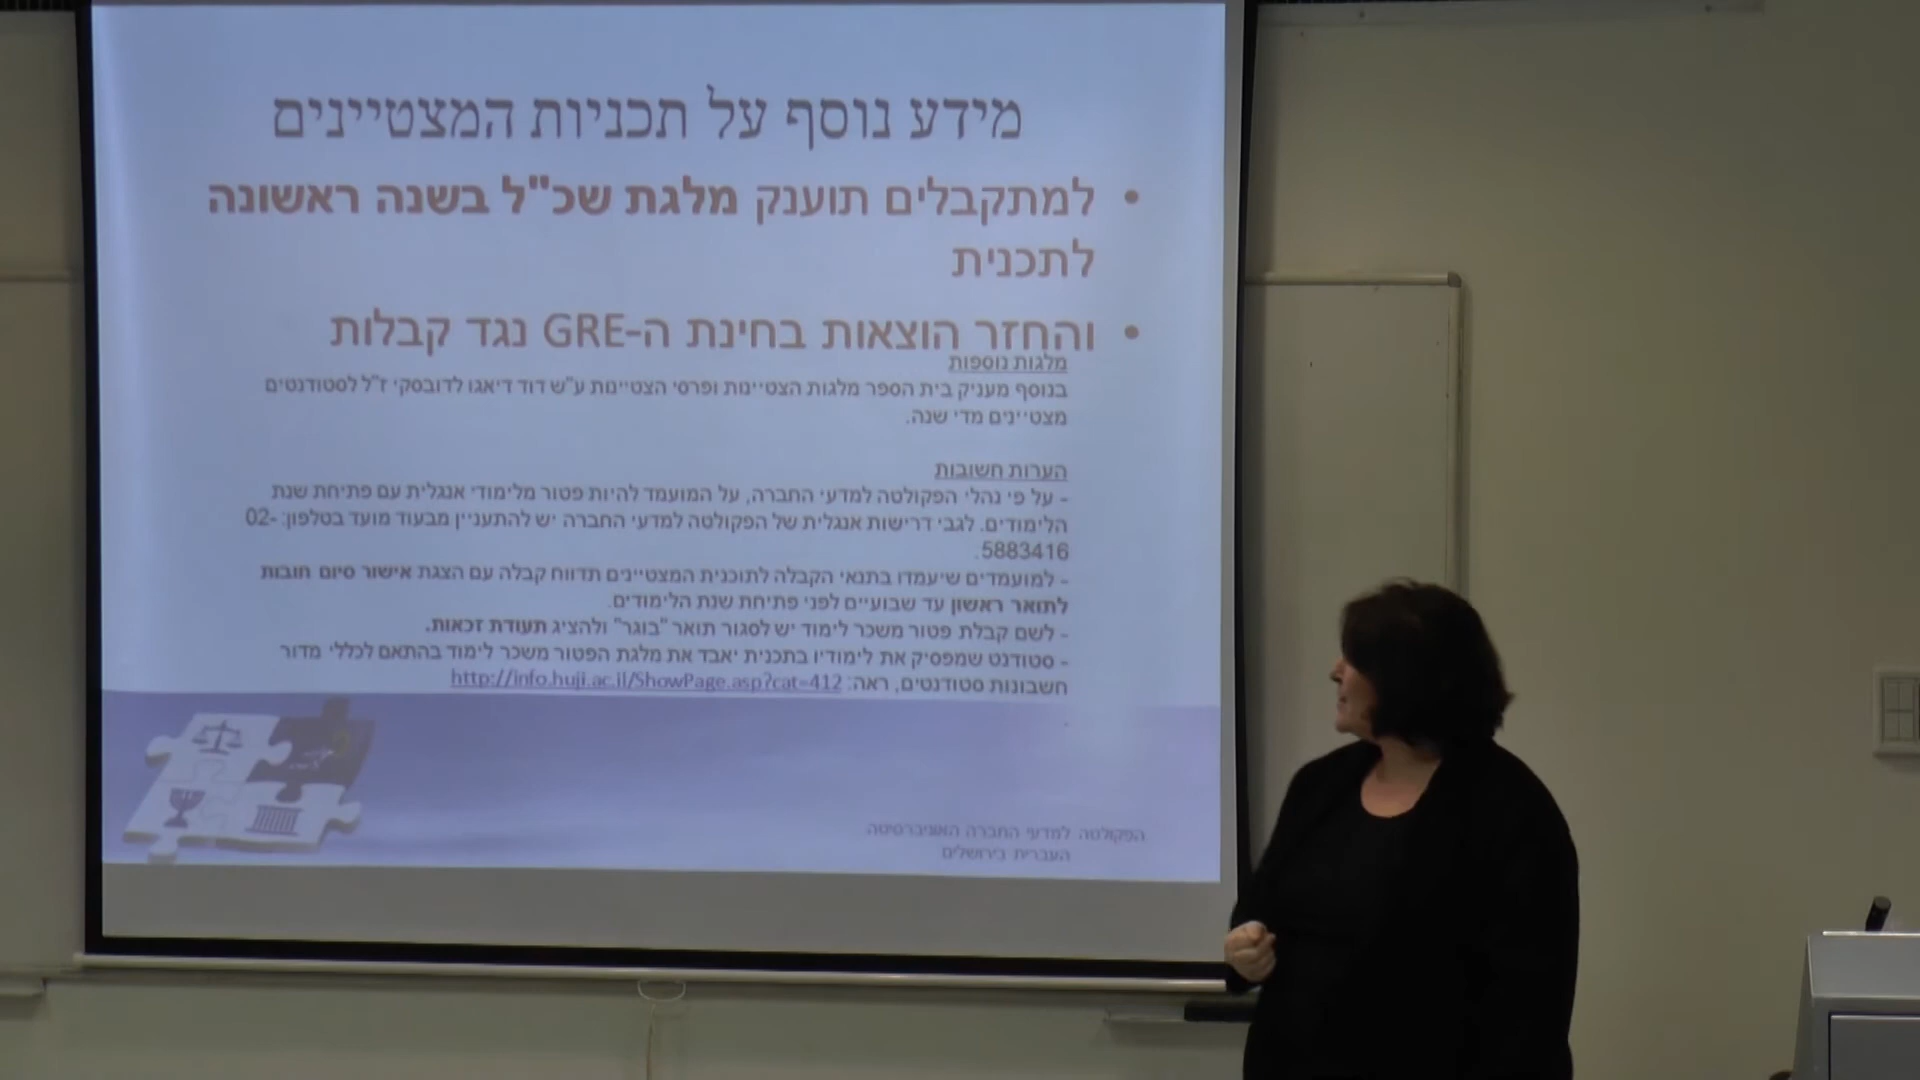 מידע נוסף על תכניות המצטיינים
• למתקבלים תוענק מלגת שכ"ל בשנה ראשונה
לתכנית
• והחזר הוצאות בחינת ה-GRE נגד קבלות
מלגות נוספות
בנוסף מעניק בית הספר מלגות הצטיינות ופרסי הצטיינות ע"ש דוד דיאגו לדובסקי ז"ל לסטודנטים
מצטיינים מדי שנה.
הערות חשובות
- על פי נהלי הפקולטה למדעי החברה, על המועמד להיות פטור מלימודי אנגלית עם פתיחת שנת
הלימודים. לגבי דרישות אנגלית של הפקולטה למדעי החברה יש להתעניין מבעוד מועד בטלפון: 02-
5883416.
- למועמדים שיעמדו בתנאי הקבלה לתוכנית המצטיינים תדווח קבלה עם הצגת אישור סיום חובות
לתואר ראשון עד שבועיים לפני פתיחת שנת הלימודים.
- לשם קבלת פטור משכר לימוד יש לסגור תואר "בוגר" ולהציג תעודת זכאות.
- סטודנט שמפסיק את לימודיו בתכנית יאבד את מלגת הפטור משכר לימוד בהתאם לכללי מדור
חשבונות סטודנטים, ראה: http://info.huji.ac.il/ShowPage.asp?cat=412
.
הפקולטה למדעי החברה האוניברסיטה
העברית בירושלים